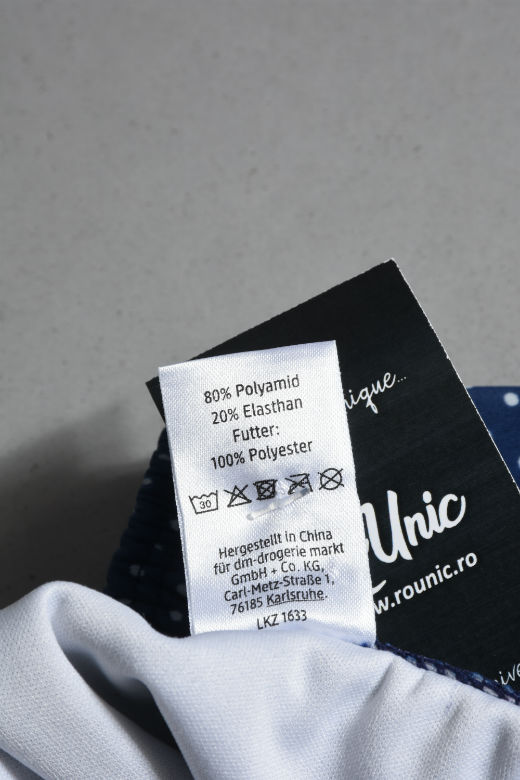 80% Polyamid
20% Elasthan
Futter:
100% Polyester
30
Hergestellt in China
für dm-drogerie markt
GmbH + Co. KG,
Carl-Metz-Straße 1,
76185 Karlsruhe.
LKZ 1633
nique...
Unic
w.rounic.ro